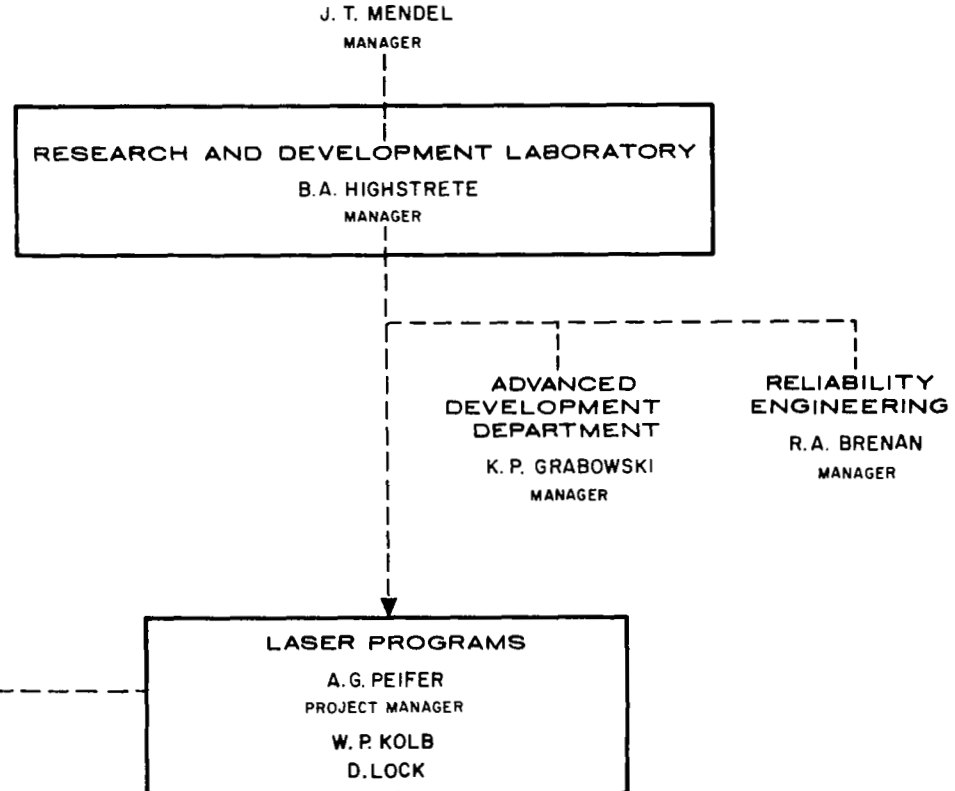 J. T. MENDEL
MANAGER
RESEARCH AND DEVELOPMENT LABORATORY
B.A. HIGHSTRETE
MANAGER
ADVANCED
DEVELOPMENT
DEPARTMENT
K. P. GRABOWSKI
MANAGER
RELIABILITY
ENGINEERING
R.A. BRENAN
MANAGER
LASER PROGRAMS
A.G. PEIFER
PROJECT MANAGER
W. P. KOLB
D. LOCK